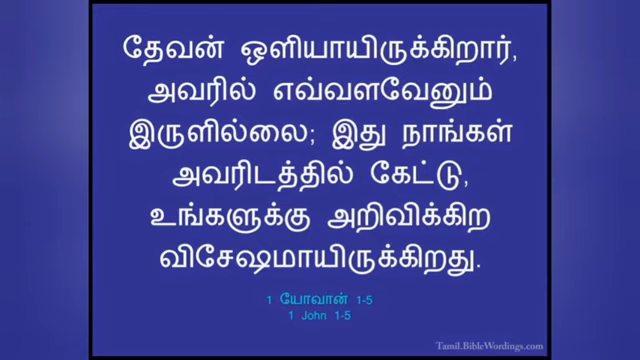 தேவன் ஒளியாயிருக்கிறார்,
அவரில் எவ்வளவேனும்
இருளில்லை; இது நாங்கள்
அவரிடத்தில் கேட்டு,
உங்களுக்கு அறிவிக்கிற
விசேஷமாயிருக்கிறது.
1 யோவான் 1-5
1 John 1-5
Tamil.BibleWordings.com